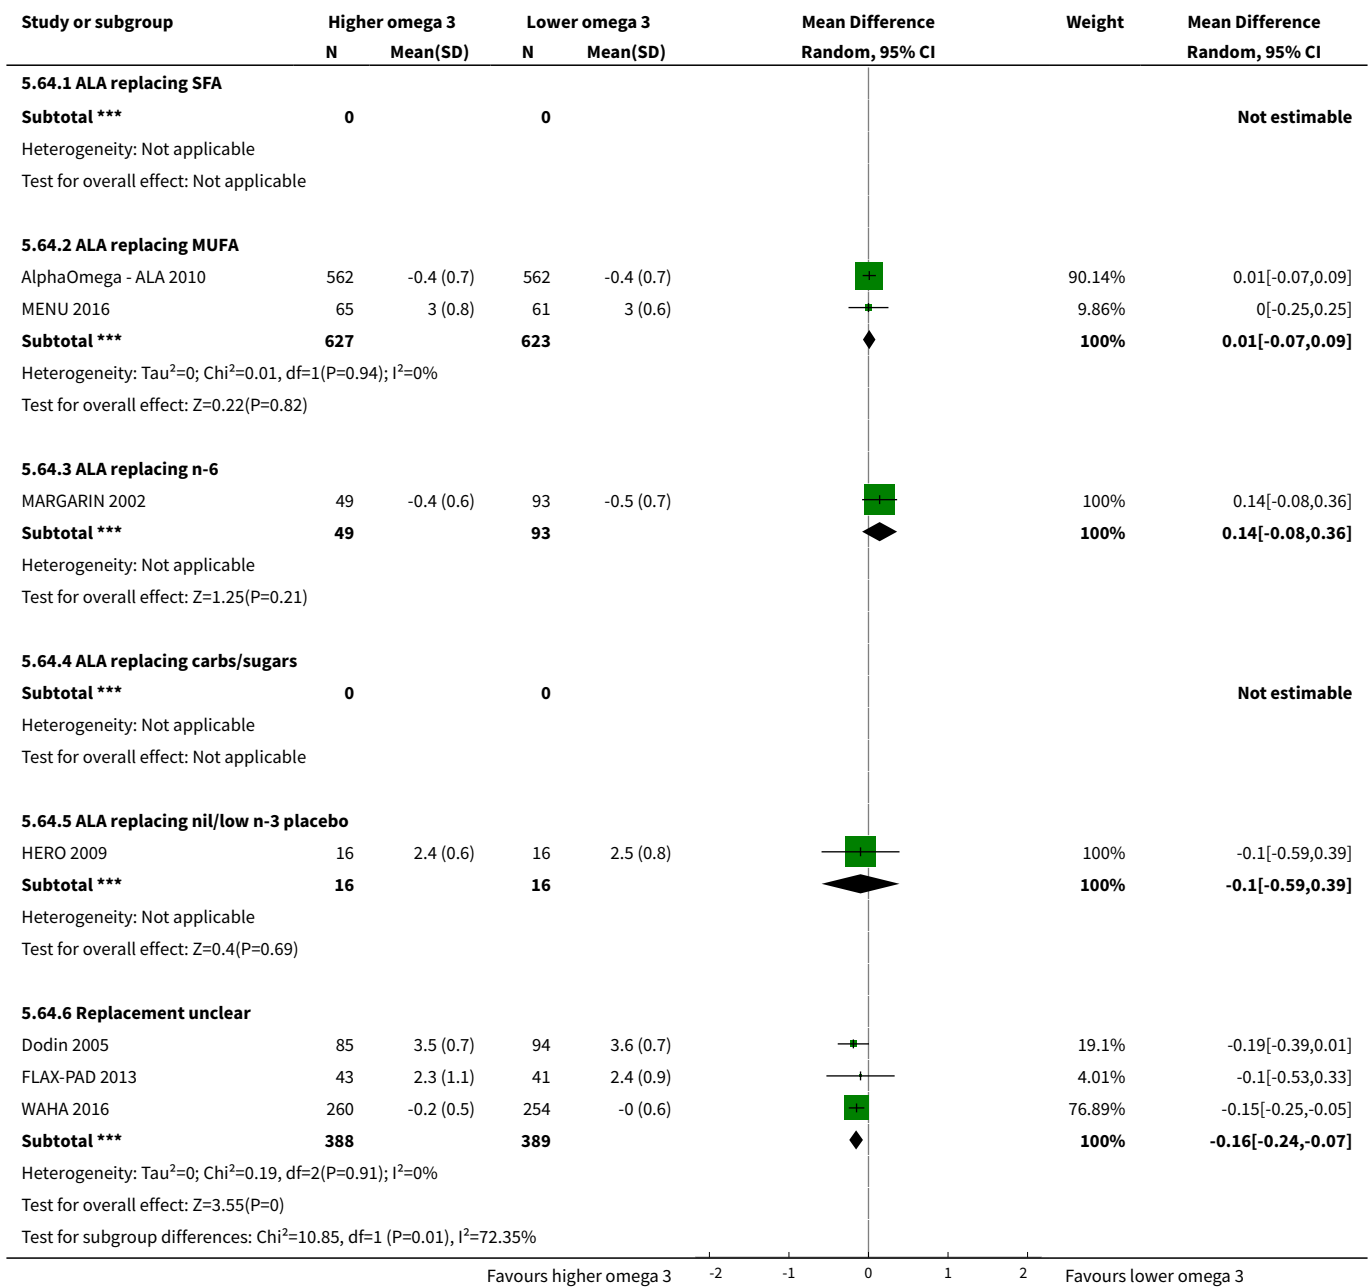 Study or subgroup Higher omega 3 Lower omega 3 Mean Difference Weight Mean Difference
N Mean(SD) N Mean(SD) Random, 95% CI Random, 95% CI
5.64.1 ALA replacing SFA
Subtotal *** 0 0 Not estimable
Heterogeneity: Not applicable
Test for overall effect: Not applicable
5.64.2 ALA replacing MUFA
AlphaOmega - ALA 2010 562 -0.4 (0.7) 562 -0.4 (0.7) 90.14% 0.01[-0.07,0.09]
MENU 2016 65 3 (0.8) 61 3 (0.6) 9.86% 0[-0.25,0.25]
Subtotal *** 627 623 100% 0.01[-0.07,0.09]
Heterogeneity: Tau²=0; Chi²=0.01, df=1(P=0.94); I²=0%
Test for overall effect: Z=0.22(P=0.82)
5.64.3 ALA replacing n-6
MARGARIN 2002 49 -0.4 (0.6) 93 -0.5 (0.7) 100% 0.14[-0.08,0.36]
Subtotal *** 49 93 100% 0.14[-0.08,0.36]
Heterogeneity: Not applicable
Test for overall effect: Z=1.25(P=0.21)
5.64.4 ALA replacing carbs/sugars
Subtotal *** 0 0 Not estimable
Heterogeneity: Not applicable
Test for overall effect: Not applicable
5.64.5 ALA replacing nil/low n-3 placebo
HERO 2009 16 2.4 (0.6) 16 2.5 (0.8) 100% -0.1[-0.59,0.39]
Subtotal *** 16 16 100% -0.1[-0.59,0.39]
Heterogeneity: Not applicable
Test for overall effect: Z=0.4(P=0.69)
5.64.6 Replacement unclear
Dodin 2005 85 3.5 (0.7) 94 3.6 (0.7) 19.1% -0.19[-0.39,0.01]
FLAX-PAD 2013 43 2.3 (1.1) 41 2.4 (0.9) 4.01% -0.1[-0.53,0.33]
WAHA 2016 260 -0.2 (0.5) 254 -0 (0.6) 76.89% -0.15[-0.25,-0.05]
Subtotal *** 388 389 100% -0.16[-0.24,-0.07]
Heterogeneity: Tau²=0; Chi²=0.19, df=2(P=0.91); I²=0%
Test for overall effect: Z=3.55(P=0)
Test for subgroup differences: Chi²=10.85, df=1 (P=0.01), I²=72.35%
Favours higher omega 3 -2 -1 0 1 2 Favours lower omega 3